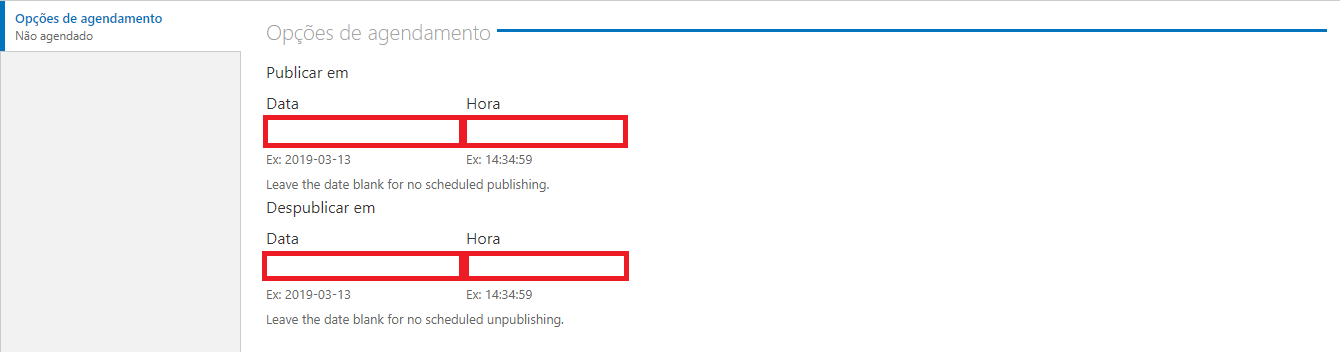 Opções de agendamento
Não agendado
Opções de agendamento
Publicar em
Data Hora
Ex: 2019-03-13 Ex: 14:34:59
Leave the date blank for no scheduled publishing.
Despublicar em
Data Hora
Ex: 2019-03-13 Ex: 14:34:59
Leave the date blank for no scheduled unpublishing.